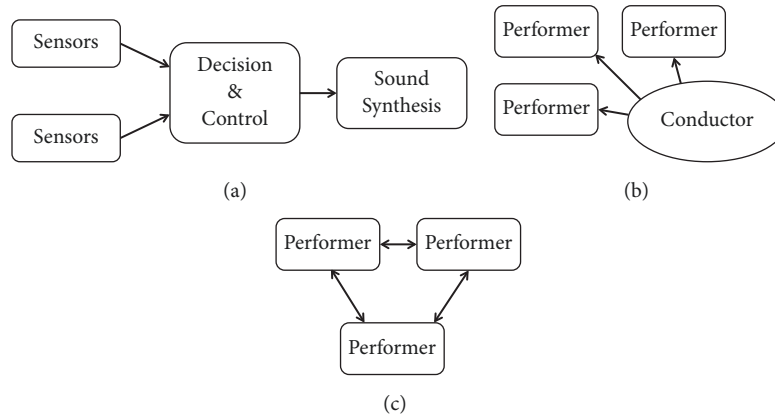 Sensors
Sensors
Decision
&
Control
Sound
Synthesis
(a)
Performer
Performer
Performer
Conductor
(b)
Performer
Performer
Performer
(c)